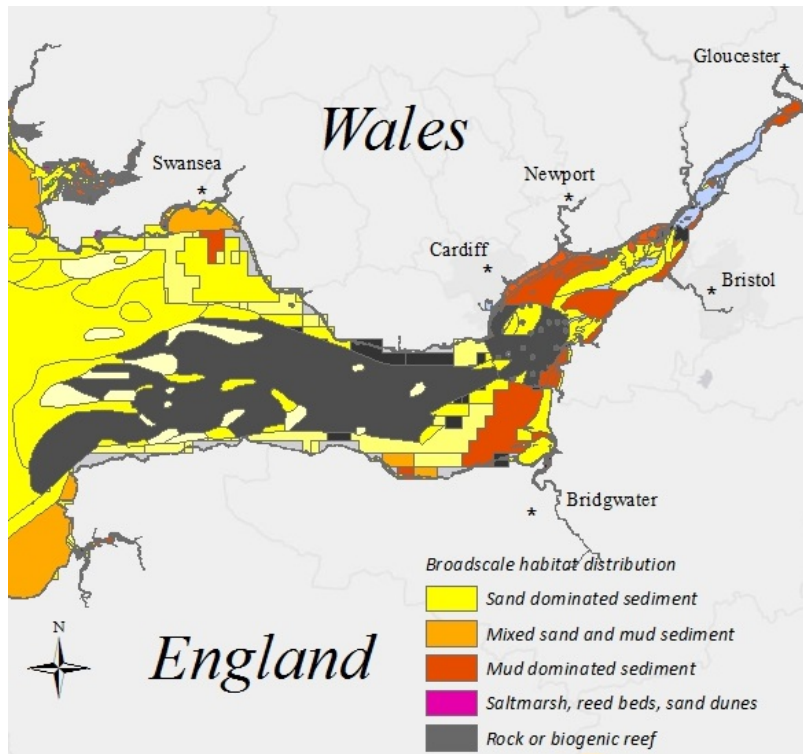 Gloucester
Wales
Swansea
Newport
Cardiff
Bristol
Bridgwater
Broadscale habitat distribution
Sand dominated sediment
Mixed sand and mud sediment
N
Mud dominated sediment
England
Saltmarsh, reed beds, sand dunes
Rock or biogenic reef